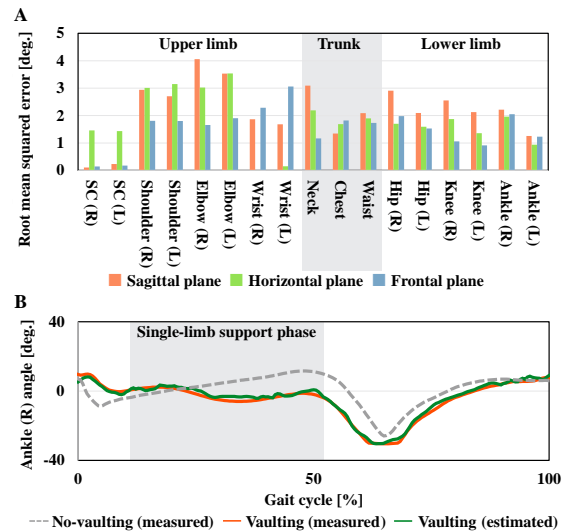 A
Root mean squared error [deg.]
5
4
3
2
1
0
Upper limb
Trunk
Lower limb
SC (R)
SC (L)
Shoulder (R)
Shoulder (L)
Elbow (R)
Elbow (L)
Wrist (R)
Wrist (L)
Neck
Chest
Waist
Hip (R)
Hip (L)
Knee (R)
Knee (L)
Ankle (R)
Ankle (L)
Sagittal plane
Horizontal plane
Frontal plane
B
Ankle (R) angle [deg.]
40
0
-40
Single-limb support phase
0
50
100
Gait cycle [%]
No-vaulting (measured)
Vaulting (measured)
Vaulting (estimated)